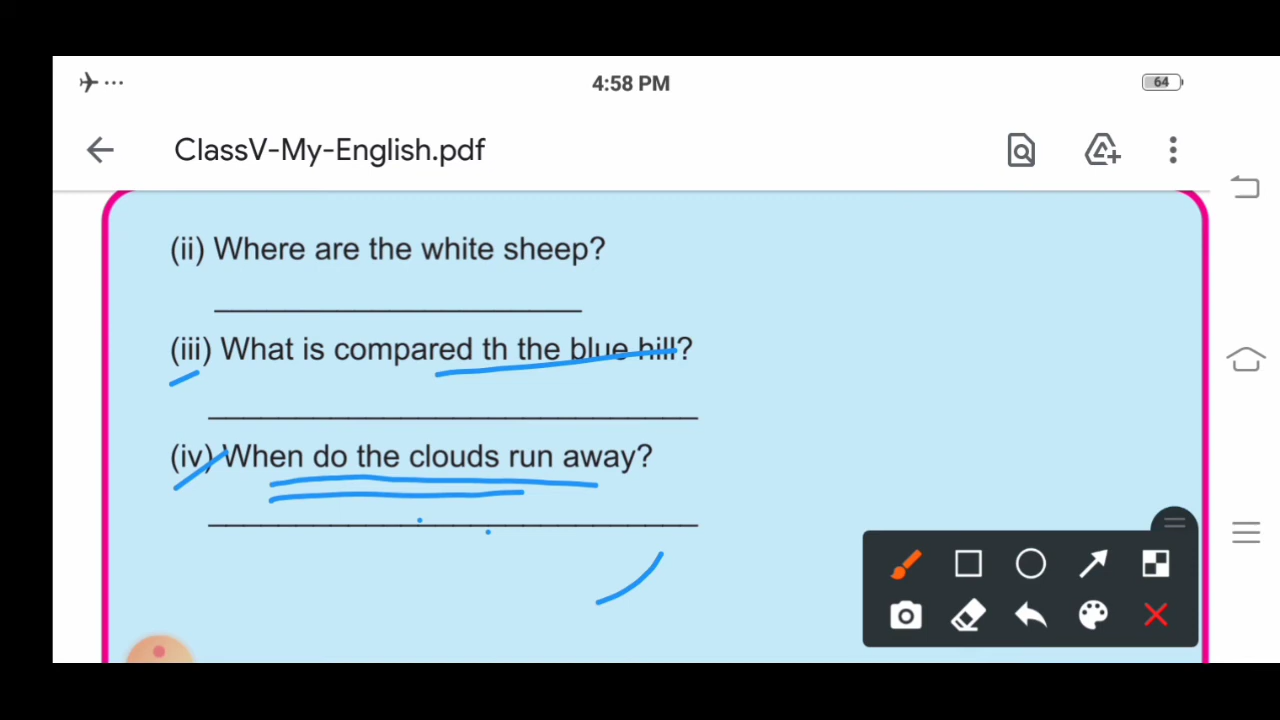 4:58 PM
64
ClassV-My-English.pdf
(ii) Where are the white sheep?
(iii) What is compared th the blue hill?
(iv) When do the clouds run away?